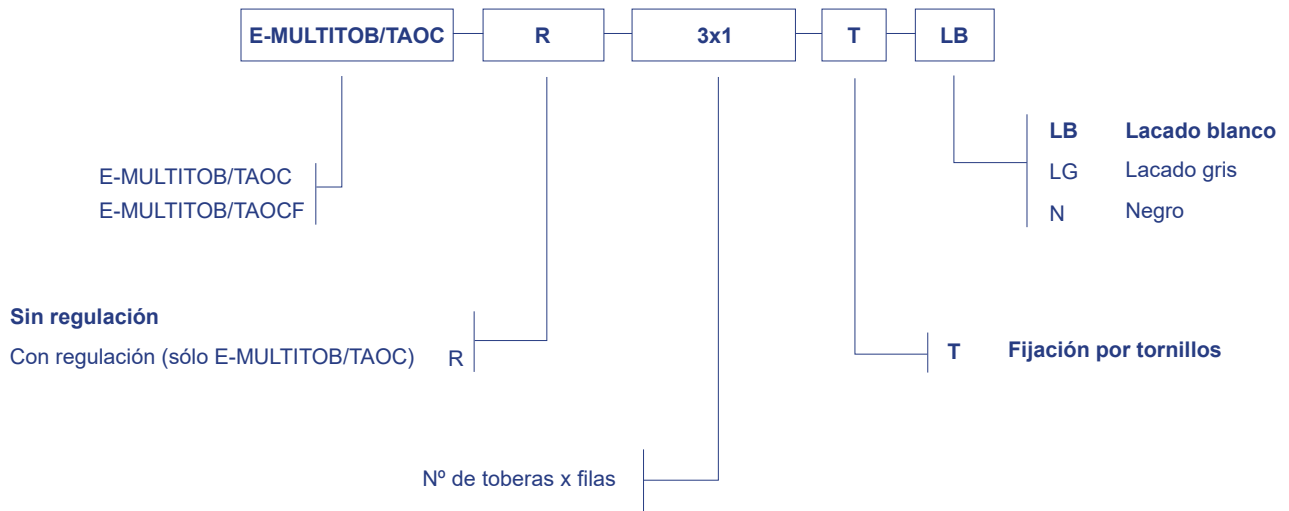 E-MULTITOB/TAOC R 3x1 T LB
LB Lacado blanco
LG Lacado gris
N Negro
E-MULTITOB/TAOC
E-MULTITOB/TAOCF
Sin regulación
Con regulación (sólo E-MULTITOB/TAOC) R
T Fijación por tornillos
Nº de toberas x filas